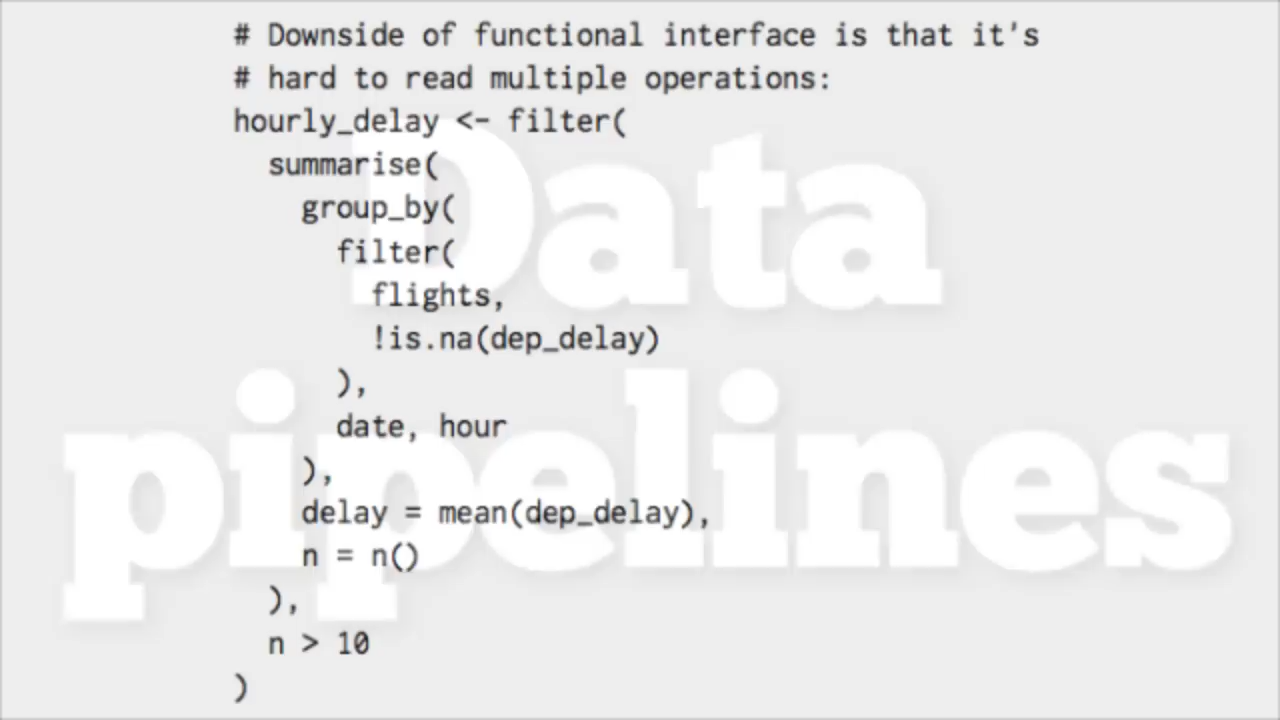 # Downside of functional interface is that it's
# hard to read multiple operations:
hourly_delay <- filter(
  summarise(
    group_by(
      filter(
        flights,
        !is.na(dep_delay)
      ),
      date, hour
    ),
    delay = mean(dep_delay),
    n = n()
  ),
  n > 10
)
Data
pipelines